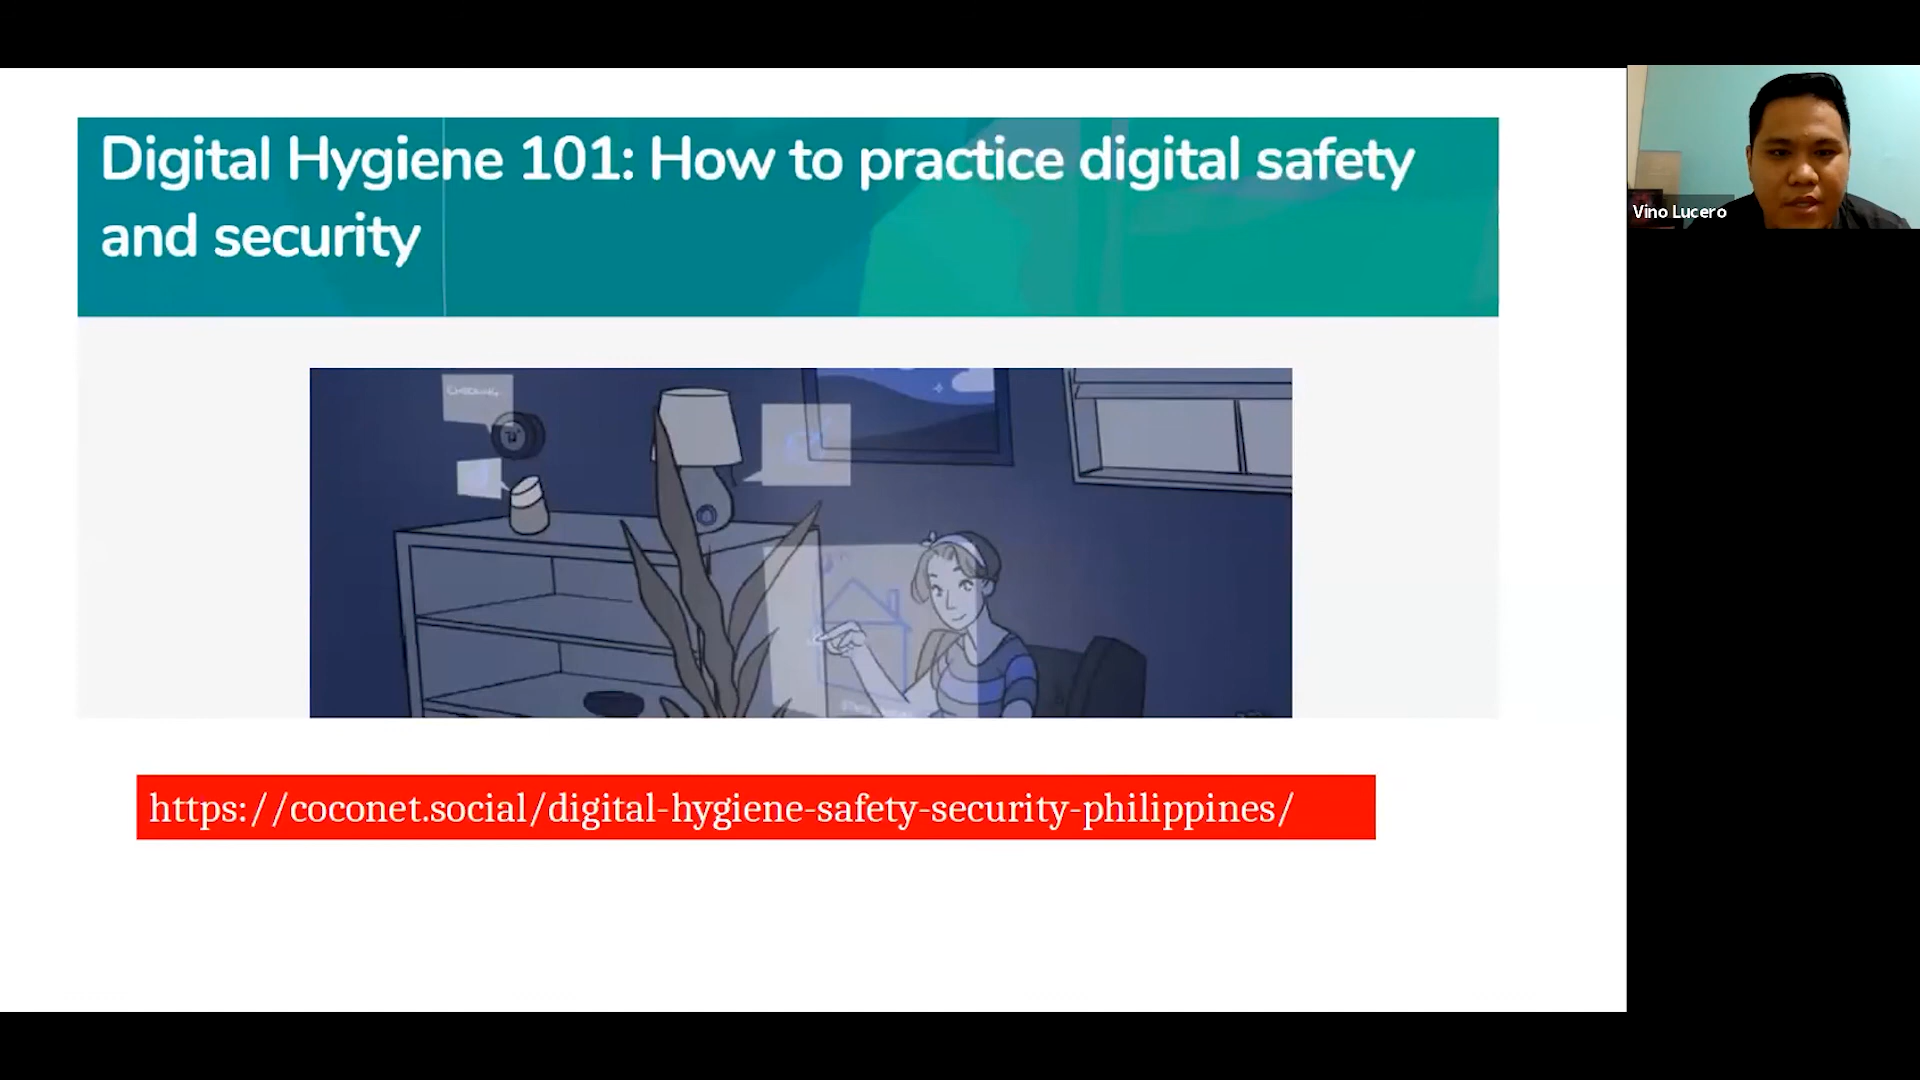 Digital Hygiene 101: How to practice digital safety
and security
Vino Lucero
https://coconet.social/digital-hygiene-safety-security-philippines/